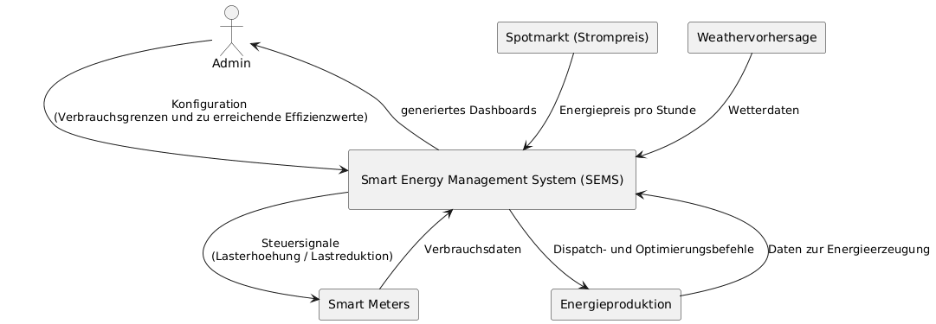 Admin
Spotmarkt (Strompreis)
Weathervorhersage
Konfiguration
(Verbrauchsgrenzen und zu erreichende Effizienzwerte)
generiertes Dashboards
Energiepreis pro Stunde
Wetterdaten
Smart Energy Management System (SEMS)
Steuersignale
(Lasterhoehung / Lastreduktion)
Verbrauchsdaten
Dispatch- und Optimierungsbefehle
Daten zur Energieerzeugung
Smart Meters
Energieproduktion